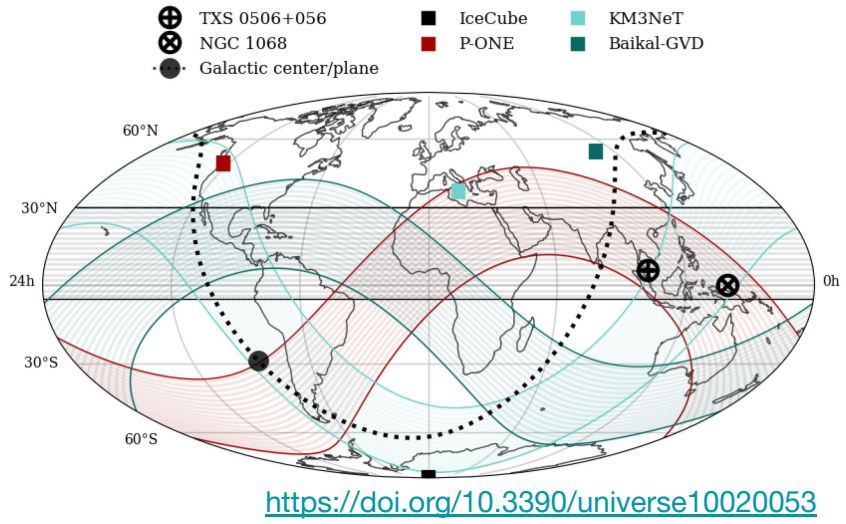 TXS 0506+056
NGC 1068
Galactic center/plane
IceCube
P-ONE
KM3NeT
Baikal-GVD
60°N
30°N
24h
0h
30°S
60°S
https://doi.org/10.3390/universe10020053